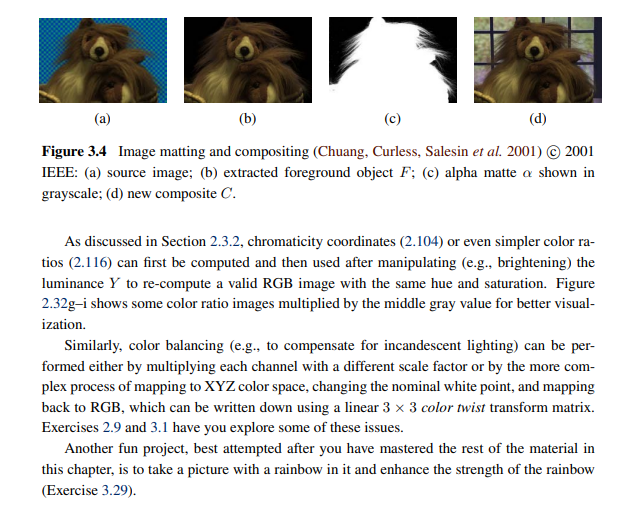 (a)
(b)
(c)
(d)
Figure 3.4 Image matting and compositing (Chuang, Curless, Salesin et al. 2001) © 2001
IEEE: (a) source image; (b) extracted foreground object F; (c) alpha matte α shown in
grayscale; (d) new composite C.
As discussed in Section 2.3.2, chromaticity coordinates (2.104) or even simpler color ra-
tios (2.116) can first be computed and then used after manipulating (e.g., brightening) the
luminance Y to re-compute a valid RGB image with the same hue and saturation. Figure
2.32g–i shows some color ratio images multiplied by the middle gray value for better visual-
ization.
Similarly, color balancing (e.g., to compensate for incandescent lighting) can be per-
formed either by multiplying each channel with a different scale factor or by the more com-
plex process of mapping to XYZ color space, changing the nominal white point, and mapping
back to RGB, which can be written down using a linear 3 × 3 color twist transform matrix.
Exercises 2.9 and 3.1 have you explore some of these issues.
Another fun project, best attempted after you have mastered the rest of the material in
this chapter, is to take a picture with a rainbow in it and enhance the strength of the rainbow
(Exercise 3.29).